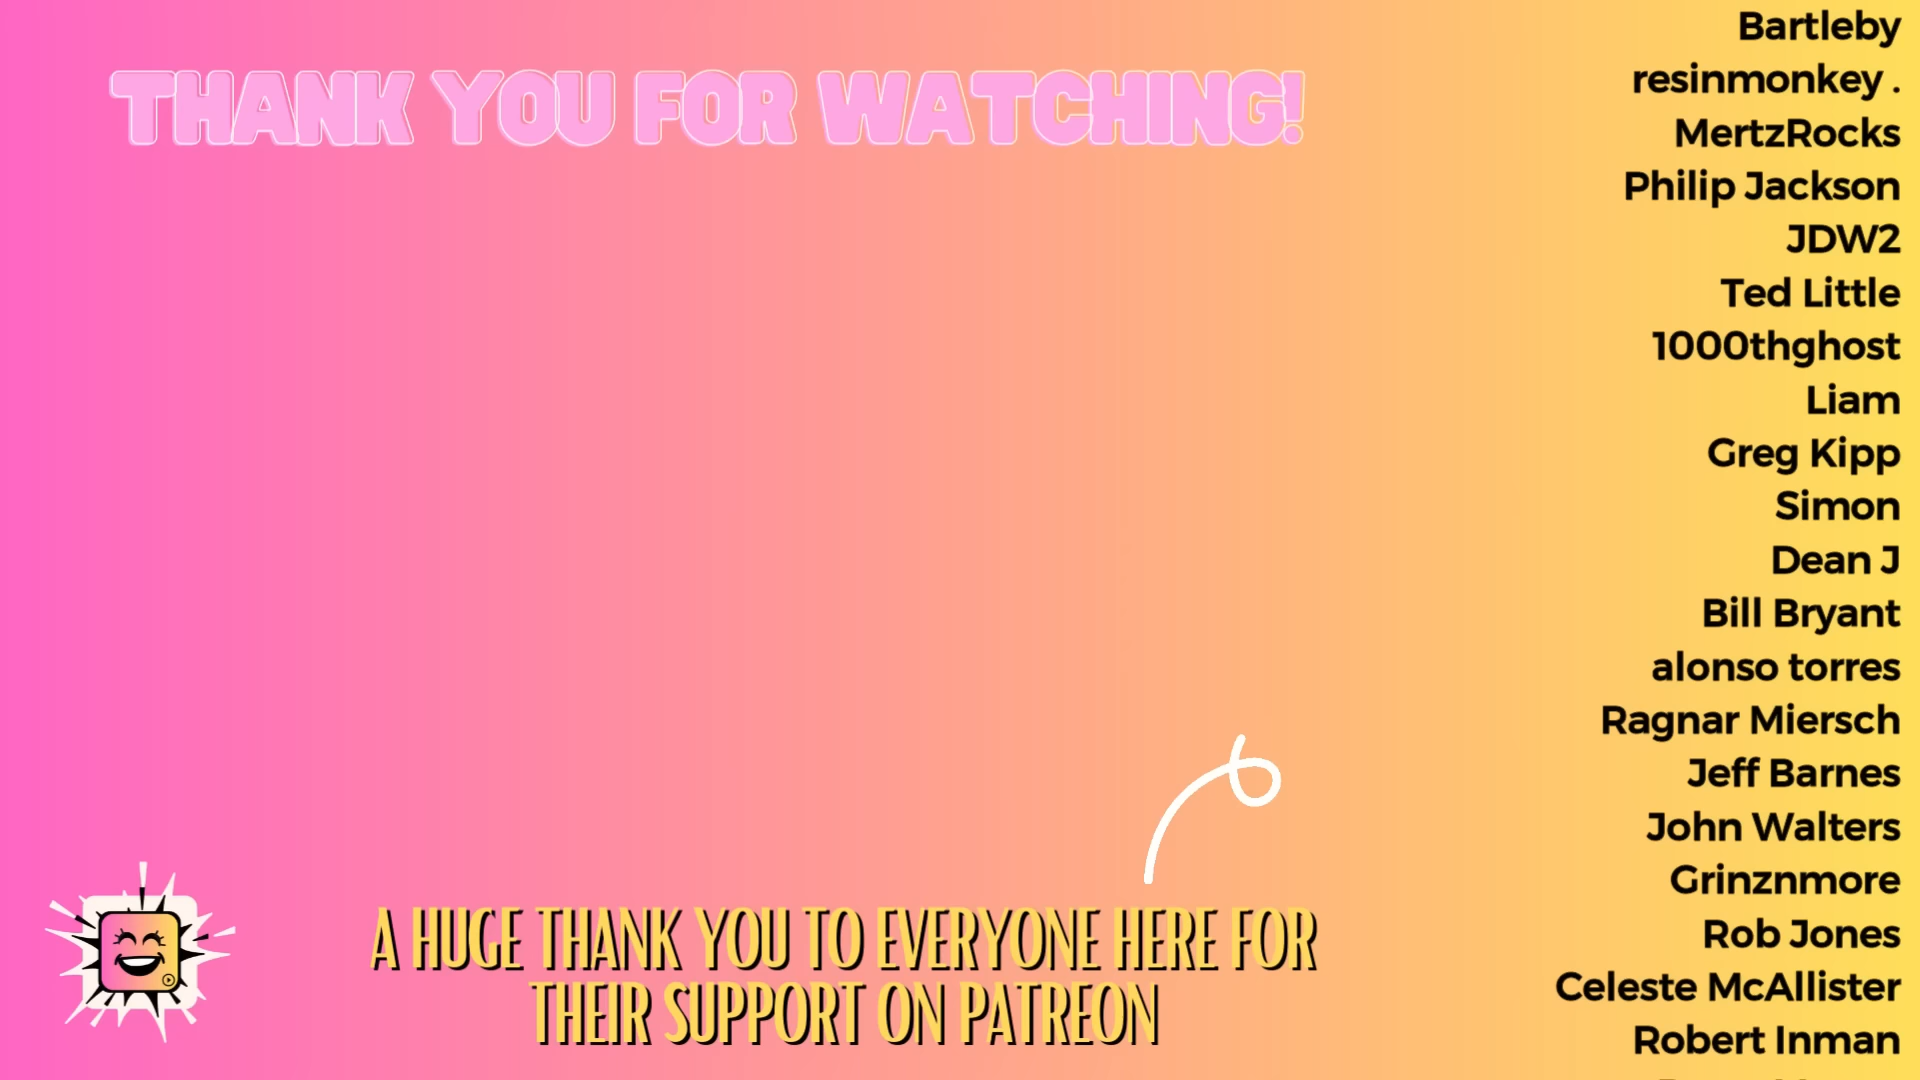 THANK YOU FOR WATCHING!
Bartleby
resinmonkey .
MertzRocks
Philip Jackson
JDW2
Ted Little
1000thghost
Liam
Greg Kipp
Simon
Dean J
Bill Bryant
alonso torres
Ragnar Miersch
Jeff Barnes
John Walters
Grinznmore
Rob Jones
Celeste McAllister
Robert Inman
A HUGE THANK YOU TO EVERYONE HERE FOR
THEIR SUPPORT ON PATREON